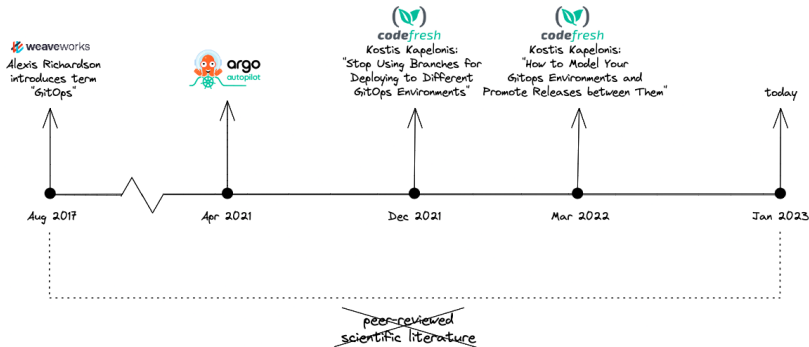 weaveworks
Alexis Richardson
introduces term
"GitOps"
argo
autopilot
codefresh
Kostis Kapelonis:
"Stop Using Branches for
Deploying to Different
GitOps Environments"
codefresh
Kostis Kapelonis:
"How to Model Your
Gitops Environments and
Promote Releases between Them"
today
Aug 2017
Apr 2021
Dec 2021
Mar 2022
Jan 2023
peer-reviewed
scientific literature